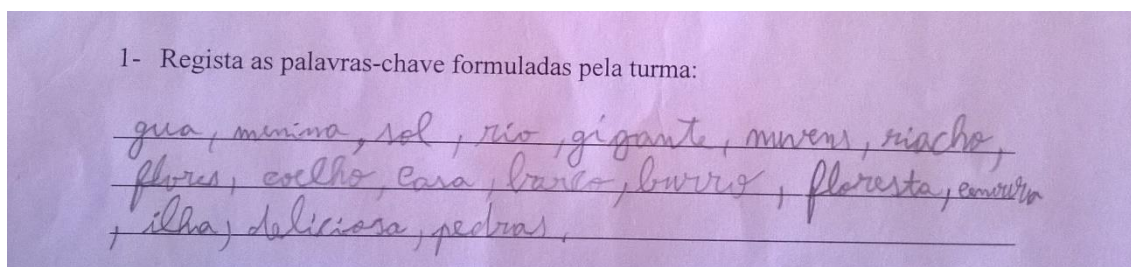 1- Regista as palavras-chave formuladas pela turma:
gua, menina, sol, rio, gigante, nuvens, riacho,
flores, coelho, casa, barco, burro, floresta, cenoura
, ilha, deliciosa, pedras.